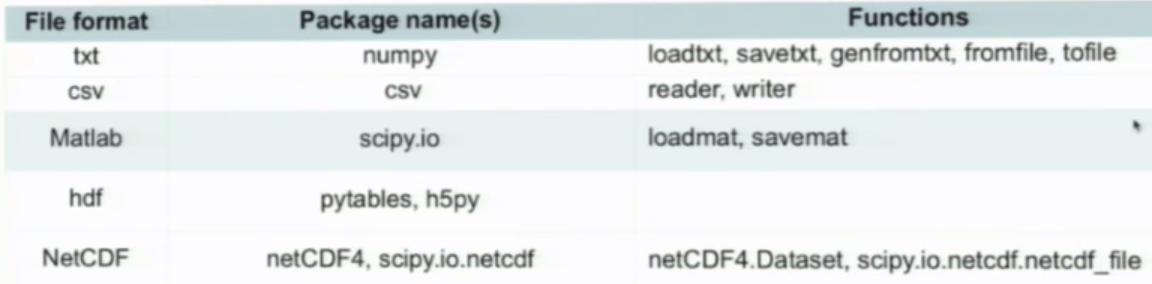 File format Package name(s) Functions
txt numpy loadtxt, savetxt, genfromtxt, fromfile, tofile
csv csv reader, writer
Matlab scipy.io loadmat, savemat
hdf pytables, h5py
NetCDF netCDF4, scipy.io.netcdf netCDF4.Dataset, scipy.io.netcdf.netcdf_file